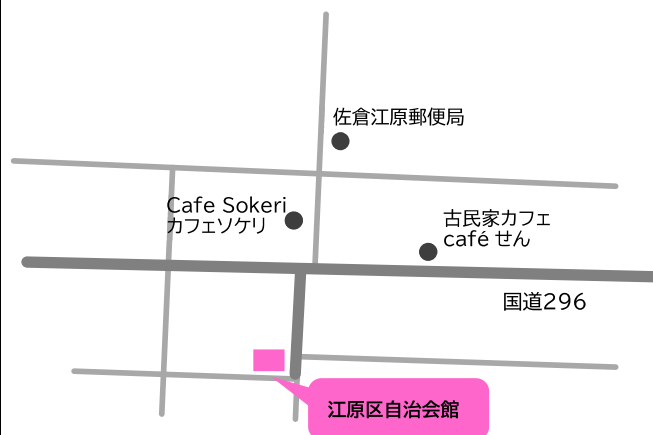 佐倉江原郵便局
Cafe Sokeri
カフェソケリ
古民家カフェ
café せん
国道296
江原区自治会館